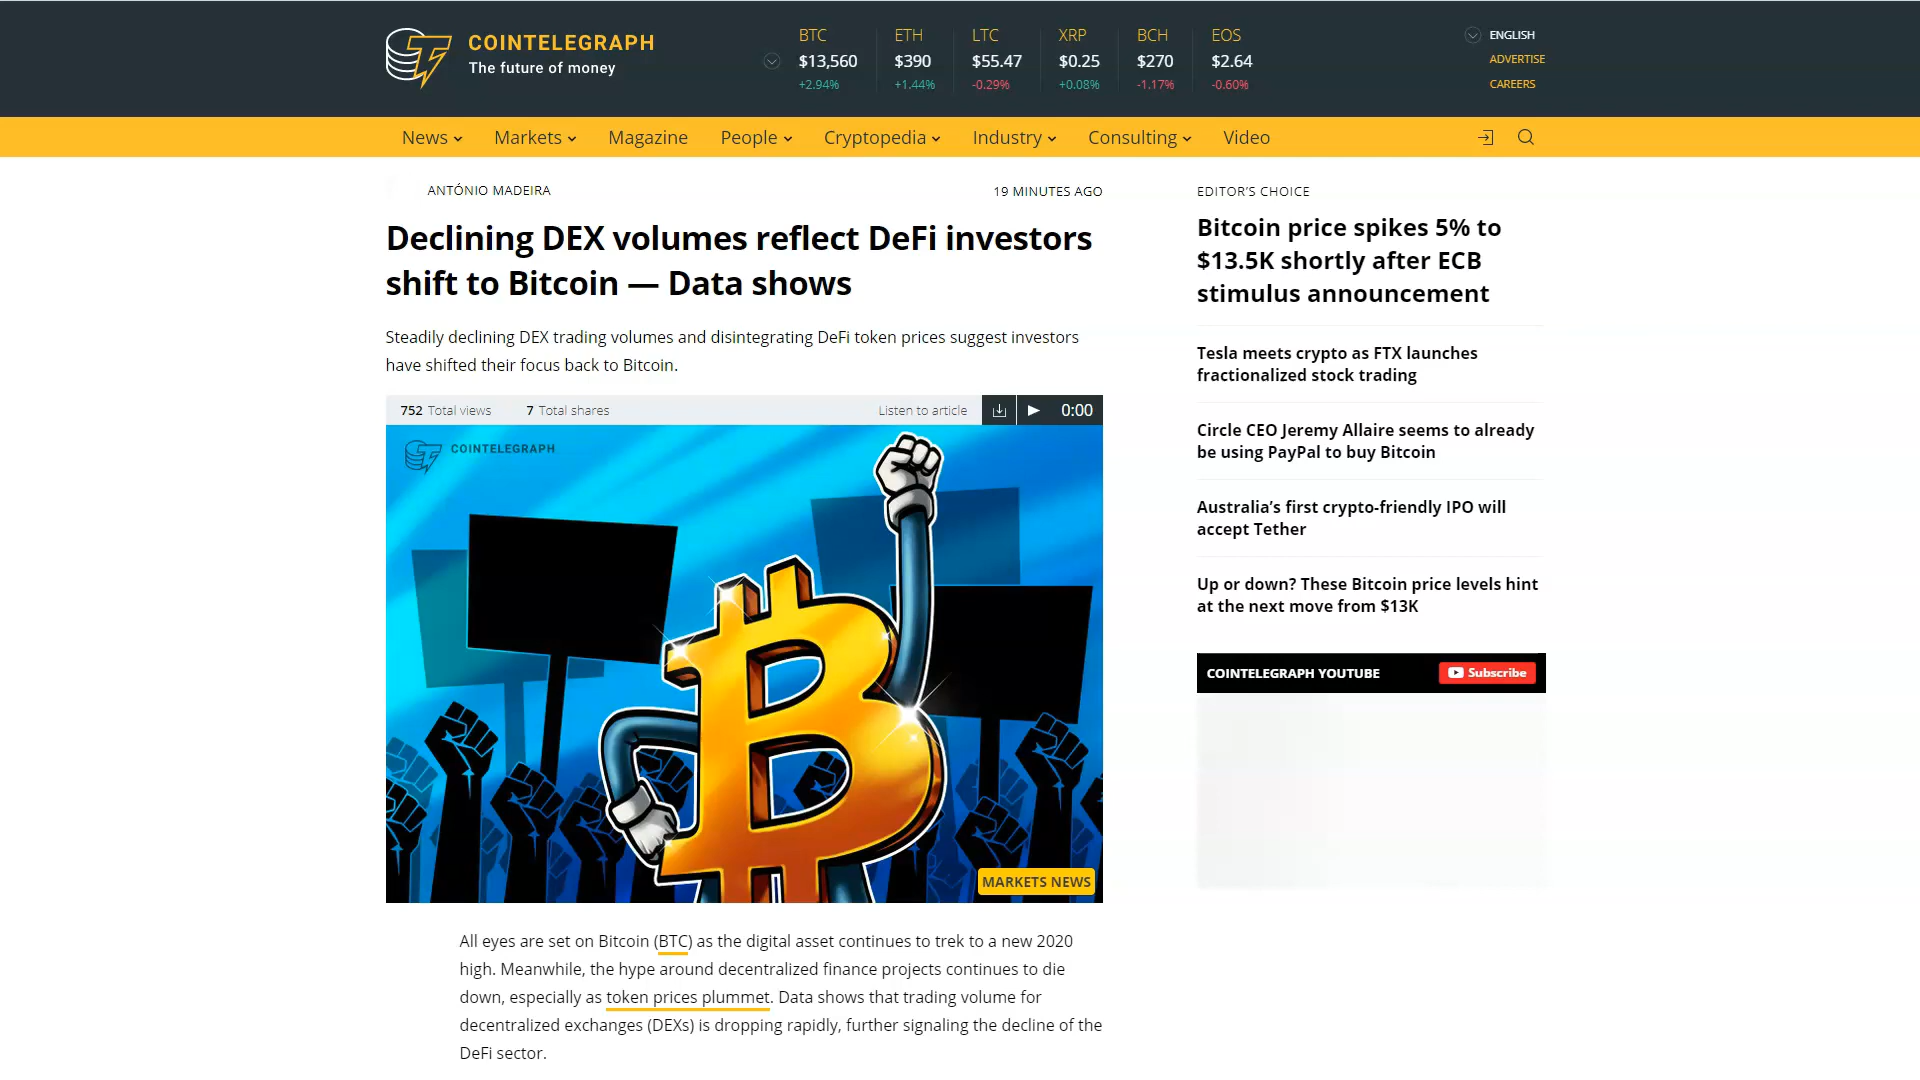 COINTELEGRAPH
The future of money
BTC
$13,560
+2.94%
ETH
$390
+1.44%
LTC
$55.47
-0.29%
XRP
$0.25
+0.08%
BCH
$270
-1.17%
EOS
$2.64
-0.60%
ENGLISH
ADVERTISE
CAREERS
News Markets Magazine People Cryptopedia Industry Consulting Video
ANTÓNIO MADEIRA
19 MINUTES AGO
Declining DEX volumes reflect DeFi investors
shift to Bitcoin — Data shows
Steadily declining DEX trading volumes and disintegrating DeFi token prices suggest investors
have shifted their focus back to Bitcoin.
752 Total views 7 Total shares Listen to article 0:00
COINTELEGRAPH
MARKETS NEWS
All eyes are set on Bitcoin (BTC) as the digital asset continues to trek to a new 2020
high. Meanwhile, the hype around decentralized finance projects continues to die
down, especially as token prices plummet. Data shows that trading volume for
decentralized exchanges (DEXs) is dropping rapidly, further signaling the decline of the
DeFi sector.
EDITOR’S CHOICE
Bitcoin price spikes 5% to
$13.5K shortly after ECB
stimulus announcement
Tesla meets crypto as FTX launches
fractionalized stock trading
Circle CEO Jeremy Allaire seems to already
be using PayPal to buy Bitcoin
Australia’s first crypto-friendly IPO will
accept Tether
Up or down? These Bitcoin price levels hint
at the next move from $13K
COINTELEGRAPH YOUTUBE
Subscribe